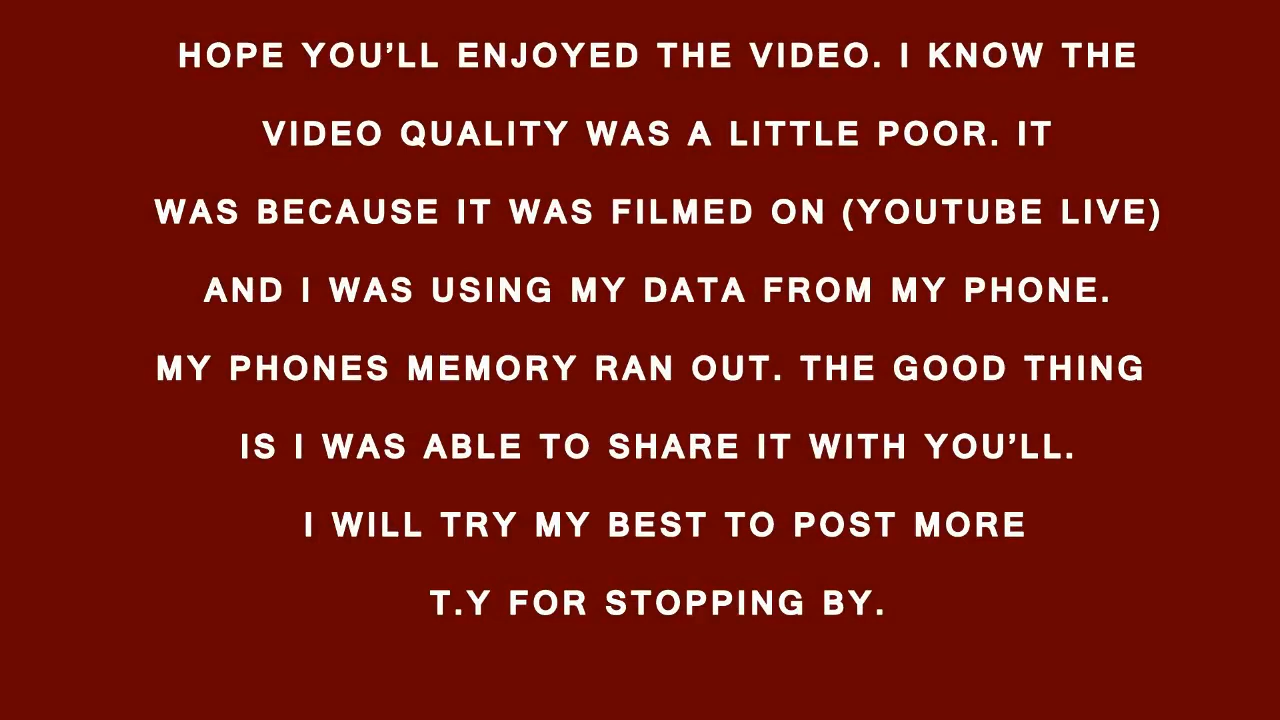 HOPE YOU'LL ENJOYED THE VIDEO. I KNOW THE
VIDEO QUALITY WAS A LITTLE POOR. IT
WAS BECAUSE IT WAS FILMED ON (YOUTUBE LIVE)
AND I WAS USING MY DATA FROM MY PHONE.
MY PHONES MEMORY RAN OUT. THE GOOD THING
IS I WAS ABLE TO SHARE IT WITH YOU'LL.
I WILL TRY MY BEST TO POST MORE
T.Y FOR STOPPING BY.